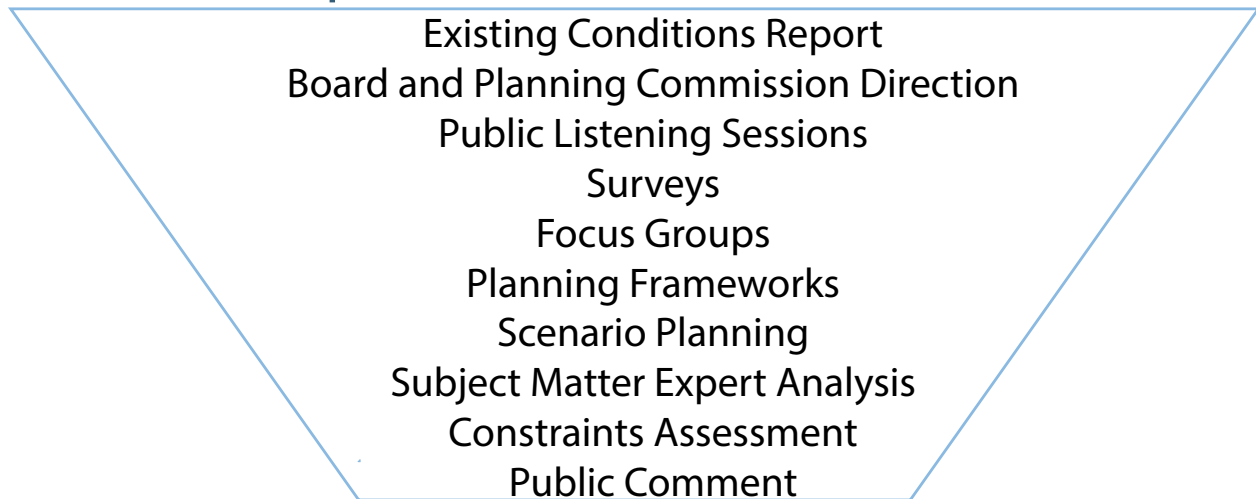 Existing Conditions Report
Board and Planning Commission Direction
Public Listening Sessions
Surveys
Focus Groups
Planning Frameworks
Scenario Planning
Subject Matter Expert Analysis
Constraints Assessment
Public Comment